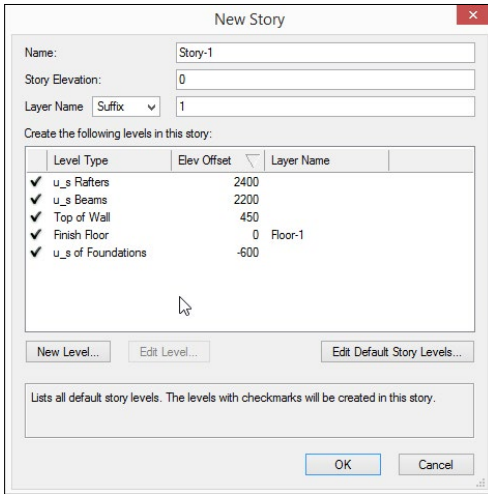 New Story
Name: Story-1
Story Elevation: 0
Layer Name Suffix 1
Create the following levels in this story:
Level Type Elev Offset Layer Name
u_s Rafters 2400
u_s Beams 2200
Top of Wall 450
Finish Floor 0 Floor-1
u_s of Foundations -600
New Level... Edit Level... Edit Default Story Levels...
Lists all default story levels. The levels with checkmarks will be created in this story.
OK Cancel